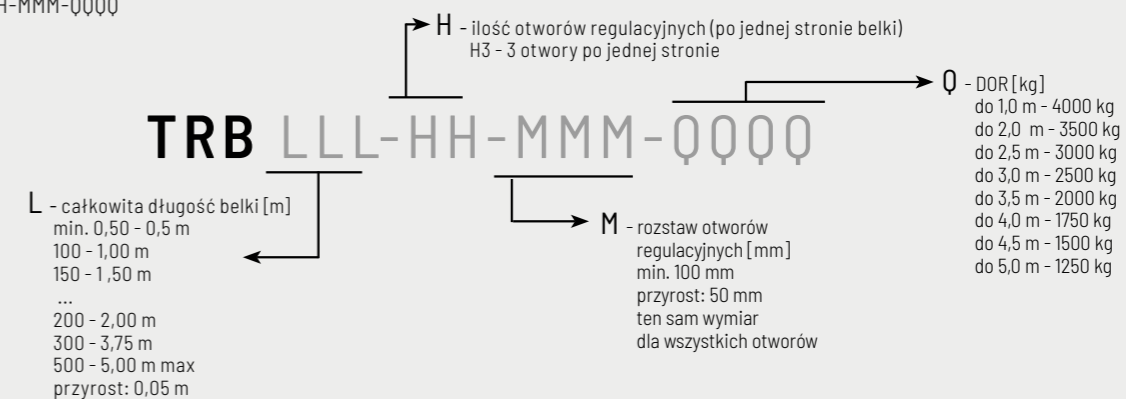 H-MMM-QQQQ
H - ilość otworów regulacyjnych (po jednej stronie belki)
H3 - 3 otwory po jednej stronie
Q - DOR [kg]
do 1,0 m - 4000 kg
do 2,0 m - 3500 kg
do 2,5 m - 3000 kg
do 3,0 m - 2500 kg
do 3,5 m - 2000 kg
do 4,0 m - 1750 kg
do 4,5 m - 1500 kg
do 5,0 m - 1250 kg
TRB LLL-HH-MMM-QQQQ
L - całkowita długość belki [m]
min. 0,50 - 0,5 m
100 - 1,00 m
150 - 1 ,50 m
...
200 - 2,00 m
300 - 3,75 m
500 - 5,00 m max
przyrost: 0,05 m
M - rozstaw otworów
regulacyjnych [mm]
min. 100 mm
przyrost: 50 mm
ten sam wymiar
dla wszystkich otworów